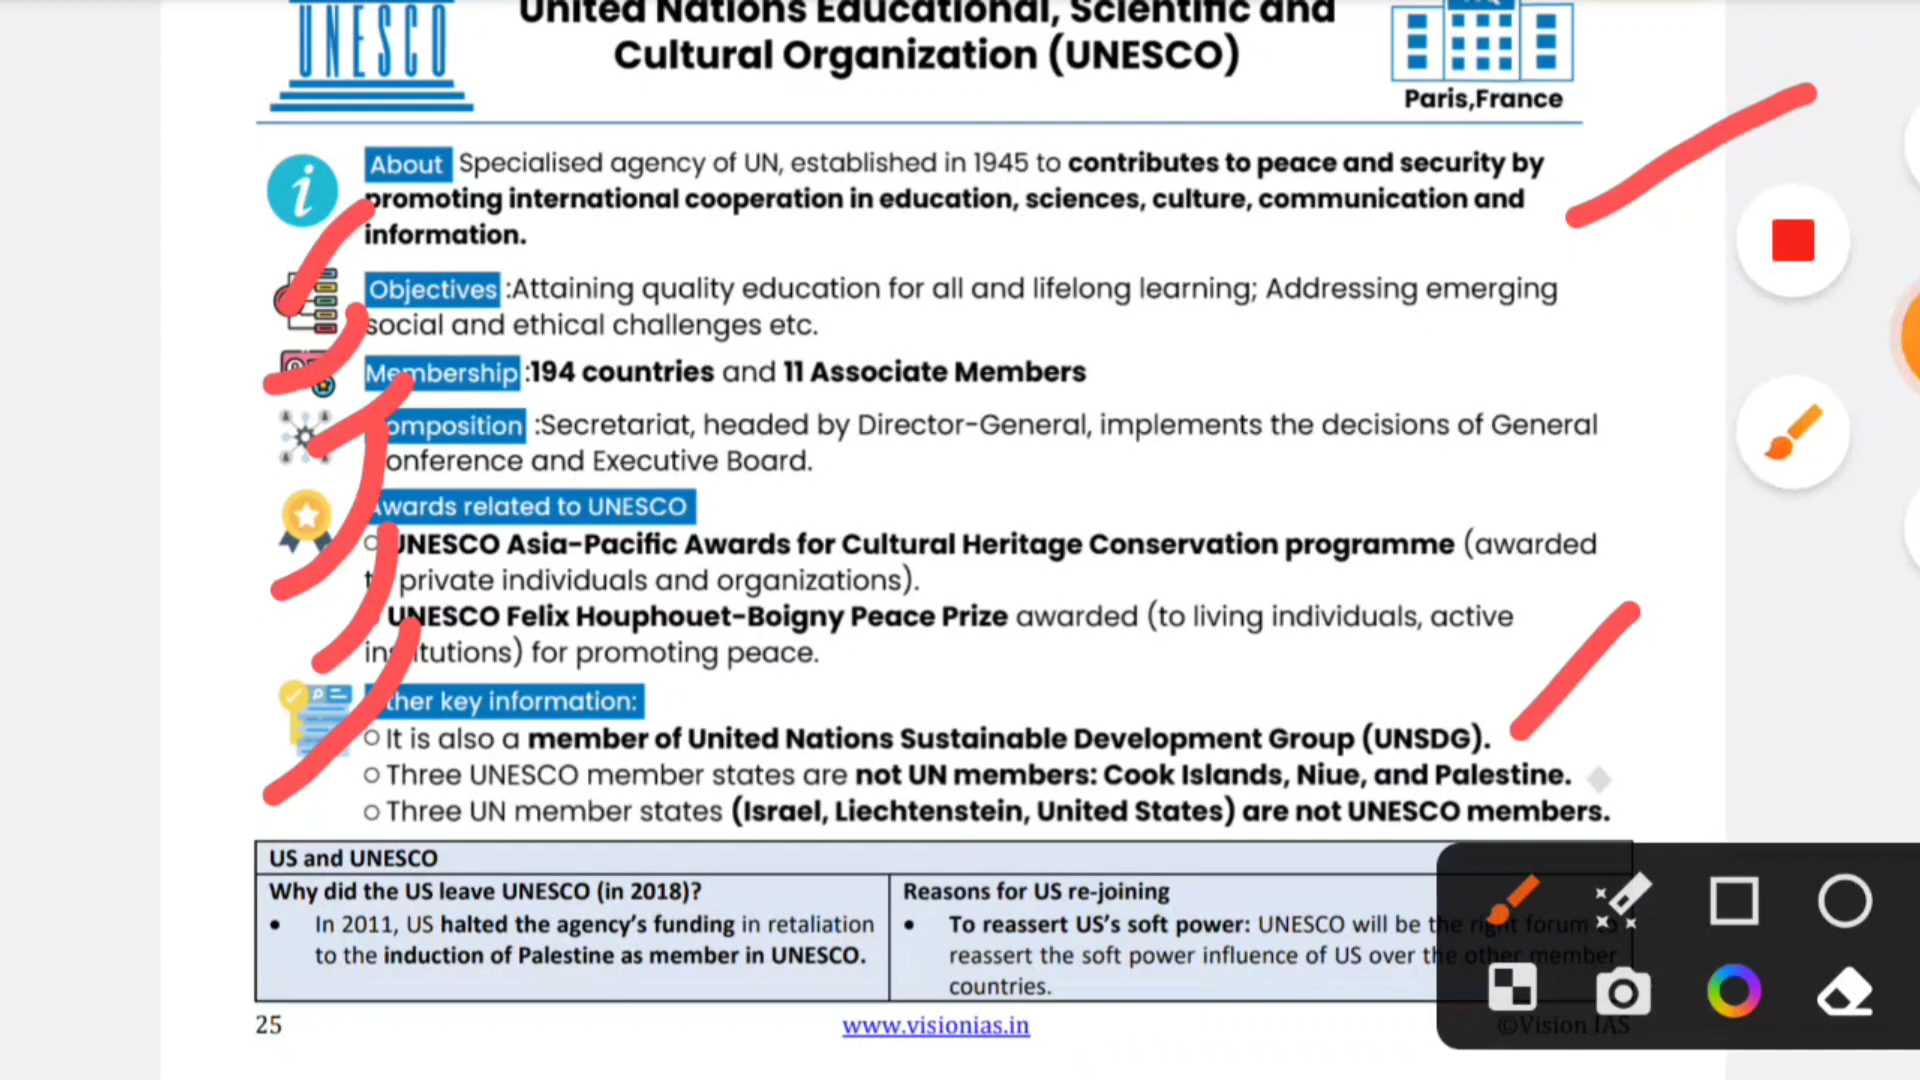 UNESCO
United Nations Educational, Scientific and
Cultural Organization (UNESCO)
Paris,France
About Specialised agency of UN, established in 1945 to contributes to peace and security by
promoting international cooperation in education, sciences, culture, communication and
information.
Objectives :Attaining quality education for all and lifelong learning; Addressing emerging
social and ethical challenges etc.
Membership :194 countries and 11 Associate Members
omposition :Secretariat, headed by Director-General, implements the decisions of General
onference and Executive Board.
Awards related to UNESCO
○ UNESCO Asia-Pacific Awards for Cultural Heritage Conservation programme (awarded
private individuals and organizations).
UNESCO Felix Houphouet-Boigny Peace Prize awarded (to living individuals, active
institutions) for promoting peace.
ther key information:
○ It is also a member of United Nations Sustainable Development Group (UNSDG).
○ Three UNESCO member states are not UN members: Cook Islands, Niue, and Palestine.
○ Three UN member states (Israel, Liechtenstein, United States) are not UNESCO members.
US and UNESCO
Why did the US leave UNESCO (in 2018)?
• In 2011, US halted the agency's funding in retaliation
to the induction of Palestine as member in UNESCO.
Reasons for US re-joining
• To reassert US's soft power: UNESCO will be the right forum to
reassert the soft power influence of US over the other member
countries.
25
www.visionias.in
©Vision IAS